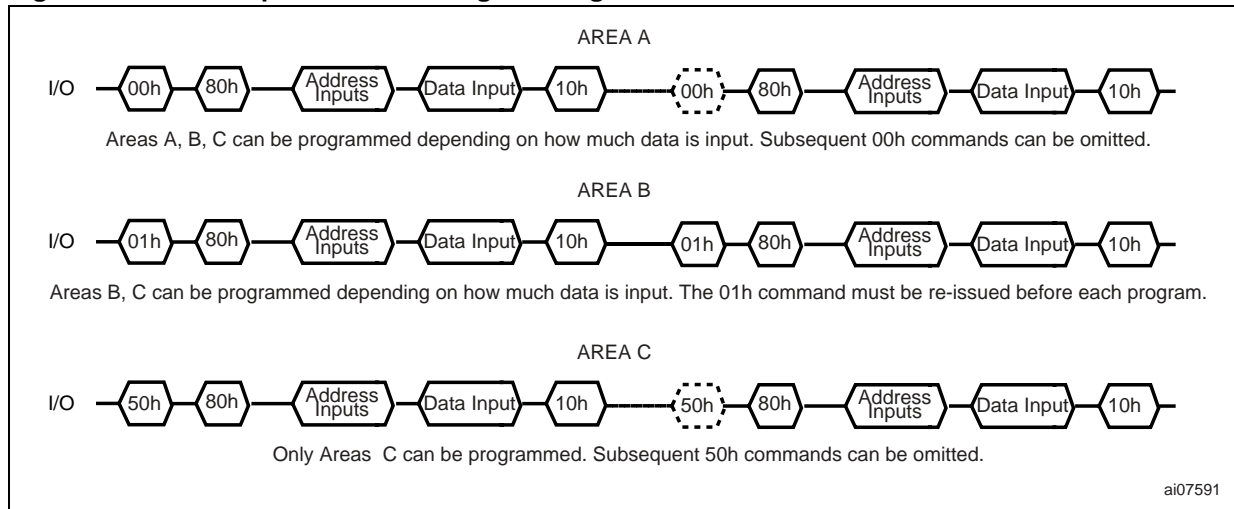 AREA A
I/O 00h 80h Address Inputs Data Input 10h 00h 80h Address Inputs Data Input 10h
Areas A, B, C can be programmed depending on how much data is input. Subsequent 00h commands can be omitted.
AREA B
I/O 01h 80h Address Inputs Data Input 10h 01h 80h Address Inputs Data Input 10h
Areas B, C can be programmed depending on how much data is input. The 01h command must be re-issued before each program.
AREA C
I/O 50h 80h Address Inputs Data Input 10h 50h 80h Address Inputs Data Input 10h
Only Areas C can be programmed. Subsequent 50h commands can be omitted.
ai07591